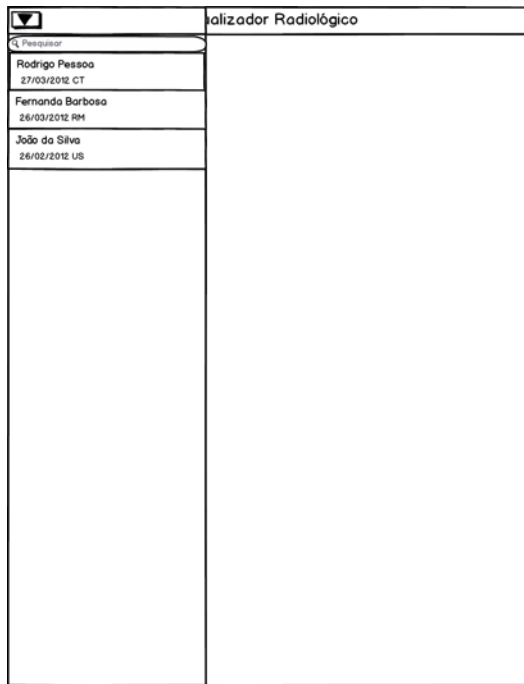 ualizador Radiológico
Pesquisar
Rodrigo Pessoa
27/03/2012 CT
Fernanda Barbosa
26/03/2012 RM
João da Silva
26/02/2012 US